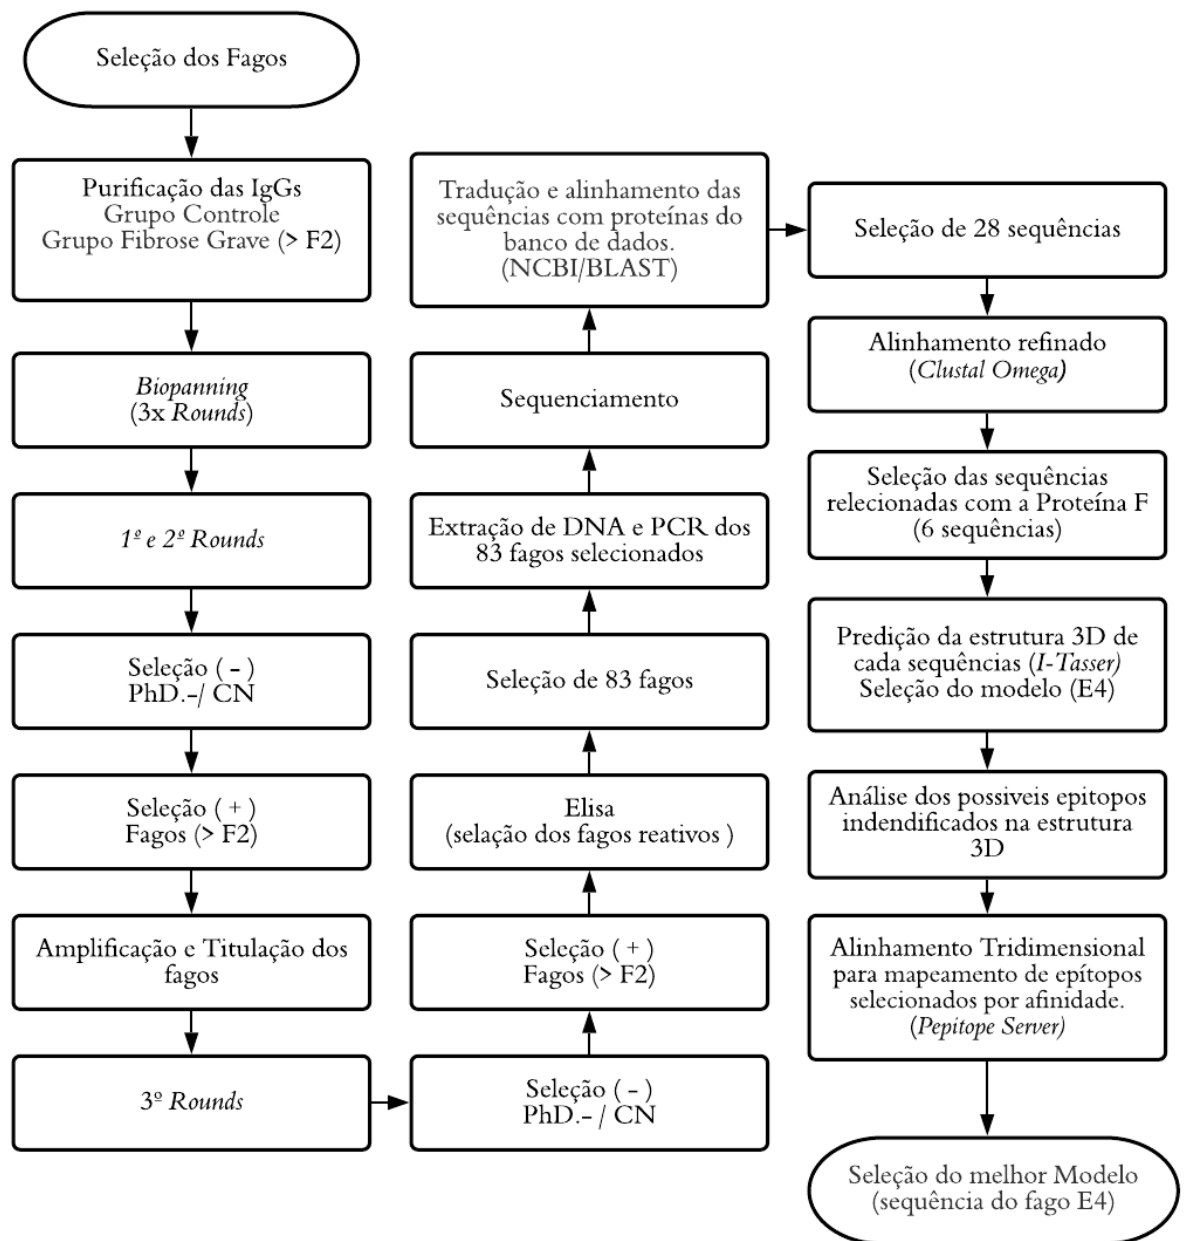 Seleção dos Fagos
Purificação das IgGs
Grupo Controle
Grupo Fibrose Grave (> F2)
Biopanning
(3x Rounds)
1º e 2º Rounds
Seleção ( - )
PhD.-/ CN
Seleção ( + )
Fagos (> F2)
Amplificação e Titulação dos
fagos
3º Rounds
Seleção ( - )
PhD.- / CN
Seleção ( + )
Fagos (> F2)
Elisa
(selação dos fagos reativos )
Seleção de 83 fagos
Extração de DNA e PCR dos
83 fagos selecionados
Sequenciamento
Tradução e alinhamento das
sequências com proteínas do
banco de dados.
(NCBI/BLAST)
Seleção de 28 sequências
Alinhamento refinado
(Clustal Omega)
Seleção das sequências
relecionadas com a Proteína F
(6 sequências)
Predição da estrutura 3D de
cada sequências (I-Tasser)
Seleção do modelo (E4)
Análise dos possiveis epitopos
indendificados na estrutura
3D
Alinhamento Tridimensional
para mapeamento de epítopos
selecionados por afinidade.
(Pepitope Server)
Seleção do melhor Modelo
(sequência do fago E4)